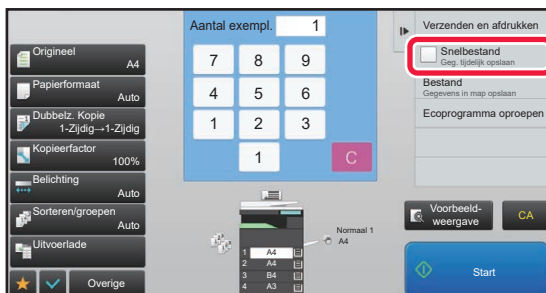 Aantal exempl. 1
Origineel
A4
Papierformaat
Auto
Dubbelz. Kopie
1-Zijdig→1-Zijdig
Kopieerfactor
100%
Belichting
Auto
Sorteren/groepen
Auto
Uitvoerlade
Overige
7 8 9
4 5 6
1 2 3
1 C
Normaal 1
A4
1 A4
2 A4
3 B4
4 A3
Verzenden en afdrukken
Snelbestand
Geg. tijdelijk opslaan
Bestand
Gegevens in map opslaan
Ecoprogramma oproepen
Voorbeeld-
weergave
CA
Start